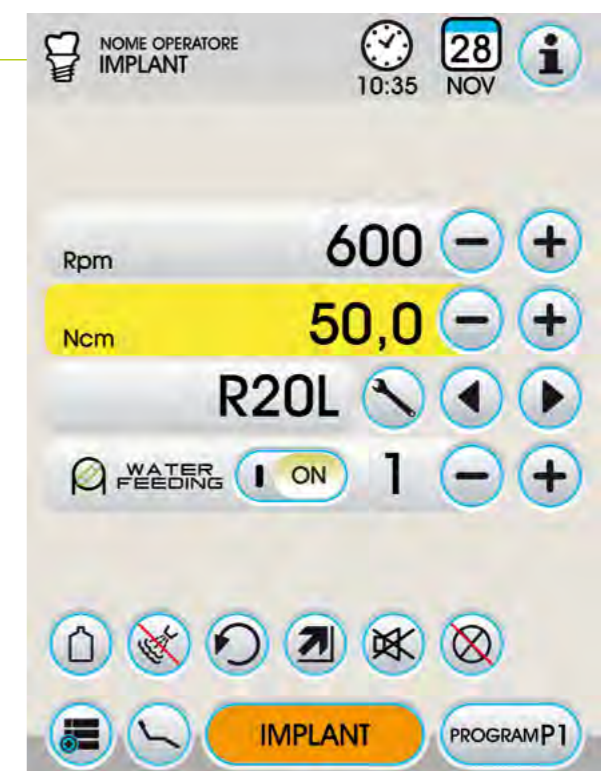 NOME OPERATORE
IMPLANT
10:35
28
NOV
i
Rpm 600 − +
Ncm 50,0 − +
R20L
WATER FEEDING I ON 1 − +
IMPLANT
PROGRAM P1